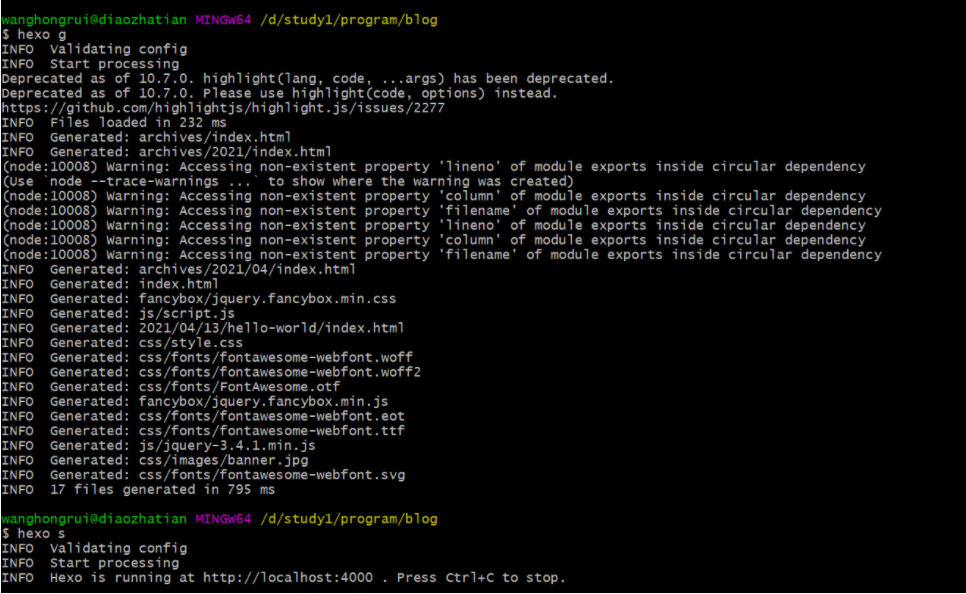 wanghongrui@diaozhatian MINGW64 /d/study1/program/blog
$ hexo g
INFO  Validating config
INFO  Start processing
Deprecated as of 10.7.0. highlight(lang, code, ...args) has been deprecated.
Deprecated as of 10.7.0. Please use highlight(code, options) instead.
https://github.com/highlightjs/highlight.js/issues/2277
INFO  Files loaded in 232 ms
INFO  Generated: archives/index.html
INFO  Generated: archives/2021/index.html
(node:10008) Warning: Accessing non-existent property 'lineno' of module exports inside circular dependency
(Use `node --trace-warnings ...` to show where the warning was created)
(node:10008) Warning: Accessing non-existent property 'column' of module exports inside circular dependency
(node:10008) Warning: Accessing non-existent property 'filename' of module exports inside circular dependency
(node:10008) Warning: Accessing non-existent property 'lineno' of module exports inside circular dependency
(node:10008) Warning: Accessing non-existent property 'column' of module exports inside circular dependency
(node:10008) Warning: Accessing non-existent property 'filename' of module exports inside circular dependency
INFO  Generated: archives/2021/04/index.html
INFO  Generated: index.html
INFO  Generated: fancybox/jquery.fancybox.min.css
INFO  Generated: js/script.js
INFO  Generated: 2021/04/13/hello-world/index.html
INFO  Generated: css/style.css
INFO  Generated: css/fonts/fontawesome-webfont.woff
INFO  Generated: css/fonts/fontawesome-webfont.woff2
INFO  Generated: css/fonts/FontAwesome.otf
INFO  Generated: fancybox/jquery.fancybox.min.js
INFO  Generated: css/fonts/fontawesome-webfont.eot
INFO  Generated: css/fonts/fontawesome-webfont.ttf
INFO  Generated: js/jquery-3.4.1.min.js
INFO  Generated: css/images/banner.jpg
INFO  Generated: css/fonts/fontawesome-webfont.svg
INFO  17 files generated in 795 ms
wanghongrui@diaozhatian MINGW64 /d/study1/program/blog
$ hexo s
INFO  Validating config
INFO  Start processing
INFO  Hexo is running at http://localhost:4000 . Press Ctrl+C to stop.